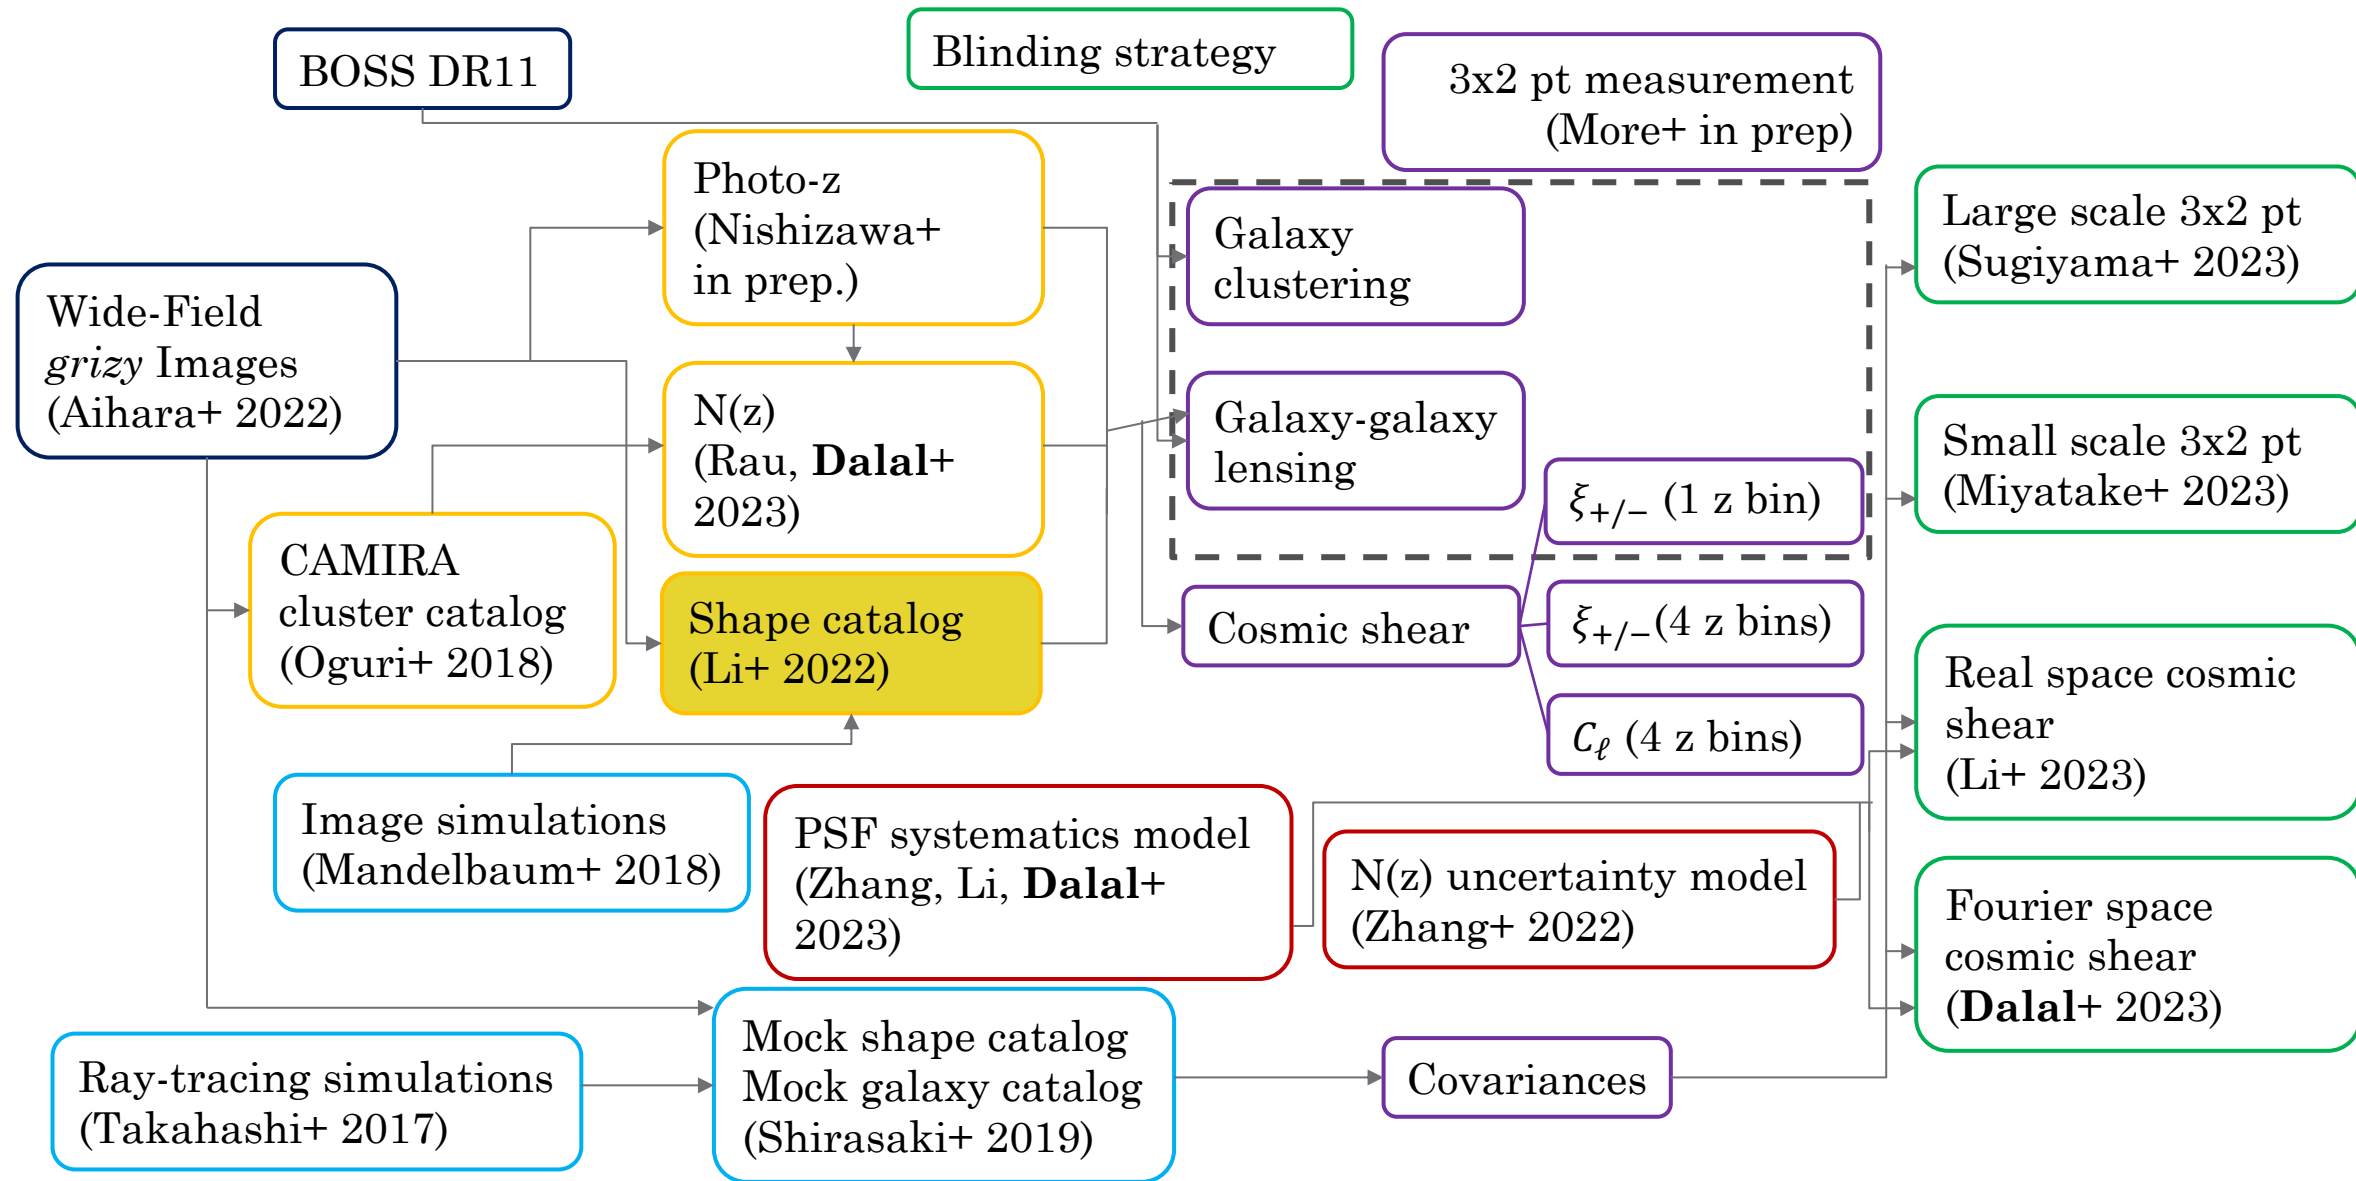 BOSS DR11
Blinding strategy
3x2 pt measurement
(More+ in prep)
Photo-z
(Nishizawa+
in prep.)
Galaxy
clustering
Large scale 3x2 pt
(Sugiyama+ 2023)
Wide-Field
grizy Images
(Aihara+ 2022)
N(z)
(Rau, Dalal+
2023)
Galaxy-galaxy
lensing
Small scale 3x2 pt
(Miyatake+ 2023)
ξ+/− (1 z bin)
CAMIRA
cluster catalog
(Oguri+ 2018)
Shape catalog
(Li+ 2022)
Cosmic shear
ξ+/−(4 z bins)
Cℓ (4 z bins)
Real space cosmic
shear
(Li+ 2023)
Image simulations
(Mandelbaum+ 2018)
PSF systematics model
(Zhang, Li, Dalal+
2023)
N(z) uncertainty model
(Zhang+ 2022)
Fourier space
cosmic shear
(Dalal+ 2023)
Ray-tracing simulations
(Takahashi+ 2017)
Mock shape catalog
Mock galaxy catalog
(Shirasaki+ 2019)
Covariances